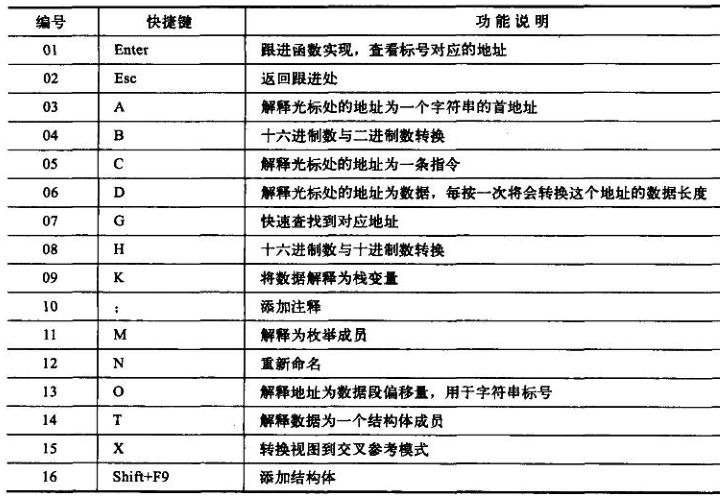 编号 快捷键 功能说明
01 Enter 跟进函数实现，查看标号对应的地址
02 Esc 返回跟进处
03 A 解释光标处的地址为一个字符串的首地址
04 B 十六进制数与二进制数转换
05 C 解释光标处的地址为一条指令
06 D 解释光标处的地址为数据，每按一次将会转换这个地址的数据长度
07 G 快速查找到对应地址
08 H 十六进制数与十进制数转换
09 K 将数据解释为栈变量
10 ; 添加注释
11 M 解释为枚举成员
12 N 重新命名
13 O 解释地址为数据段偏移量，用于字符串标号
14 T 解释数据为一个结构体成员
15 X 转换视图到交叉参考模式
16 Shift+F9 添加结构体